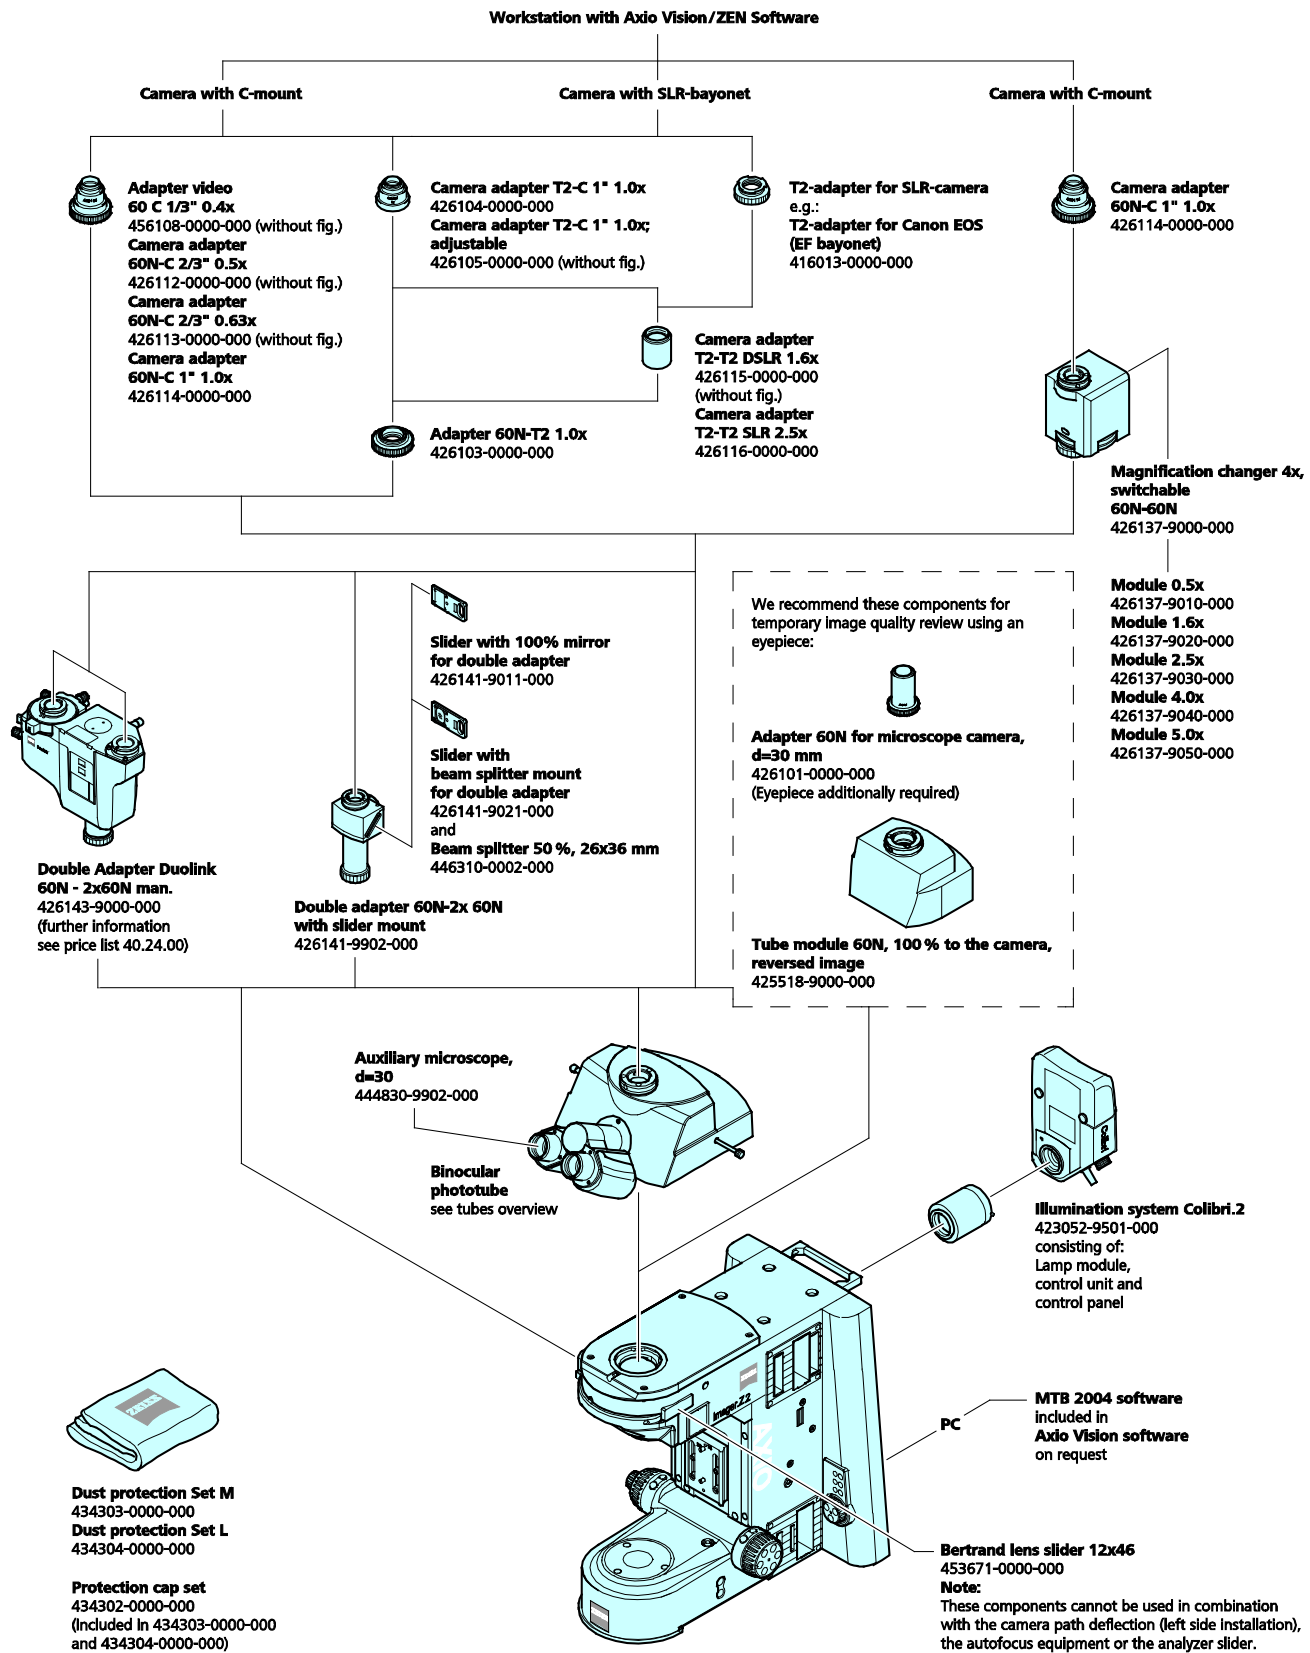 Workstation with Axio Vision/ZEN Software
Camera with C-mount
Camera with SLR-bayonet
Camera with C-mount
Adapter video
60 C 1/3" 0.4x
456108-0000-000 (without fig.)
Camera adapter
60N-C 2/3" 0.5x
426112-0000-000 (without fig.)
Camera adapter
60N-C 2/3" 0.63x
426113-0000-000 (without fig.)
Camera adapter
60N-C 1" 1.0x
426114-0000-000
Camera adapter T2-C 1" 1.0x
426104-0000-000
Camera adapter T2-C 1" 1.0x;
adjustable
426105-0000-000 (without fig.)
T2-adapter for SLR-camera
e.g.:
T2-adapter for Canon EOS
(EF bayonet)
416013-0000-000
Camera adapter
60N-C 1" 1.0x
426114-0000-000
Camera adapter
T2-T2 DSLR 1.6x
426115-0000-000
(without fig.)
Camera adapter
T2-T2 SLR 2.5x
426116-0000-000
Adapter 60N-T2 1.0x
426103-0000-000
Magnification changer 4x,
switchable
60N-60N
426137-9000-000
Module 0.5x
426137-9010-000
Module 1.6x
426137-9020-000
Module 2.5x
426137-9030-000
Module 4.0x
426137-9040-000
Module 5.0x
426137-9050-000
Slider with 100% mirror
for double adapter
426141-9011-000
Slider with
beam splitter mount
for double adapter
426141-9021-000
and
Beam splitter 50 %, 26x36 mm
446310-0002-000
We recommend these components for
temporary image quality review using an
eyepiece:
Adapter 60N for microscope camera,
d=30 mm
426101-0000-000
(Eyepiece additionally required)
Tube module 60N, 100 % to the camera,
reversed image
425518-9000-000
Double Adapter Duolink
60N - 2x60N man.
426143-9000-000
(further information
see price list 40.24.00)
Double adapter 60N-2x 60N
with slider mount
426141-9902-000
Auxiliary microscope,
d=30
444830-9902-000
Binocular
phototube
see tubes overview
Colibri
Illumination system Colibri.2
423052-9501-000
consisting of:
Lamp module,
control unit and
control panel
Imager.Z2
AXIO
PC
MTB 2004 software
included in
Axio Vision software
on request
ZEISS
Dust protection Set M
434303-0000-000
Dust protection Set L
434304-0000-000
Protection cap set
434302-0000-000
(included in 434303-0000-000
and 434304-0000-000)
Bertrand lens slider 12x46
453671-0000-000
Note:
These components cannot be used in combination
with the camera path deflection (left side installation),
the autofocus equipment or the analyzer slider.